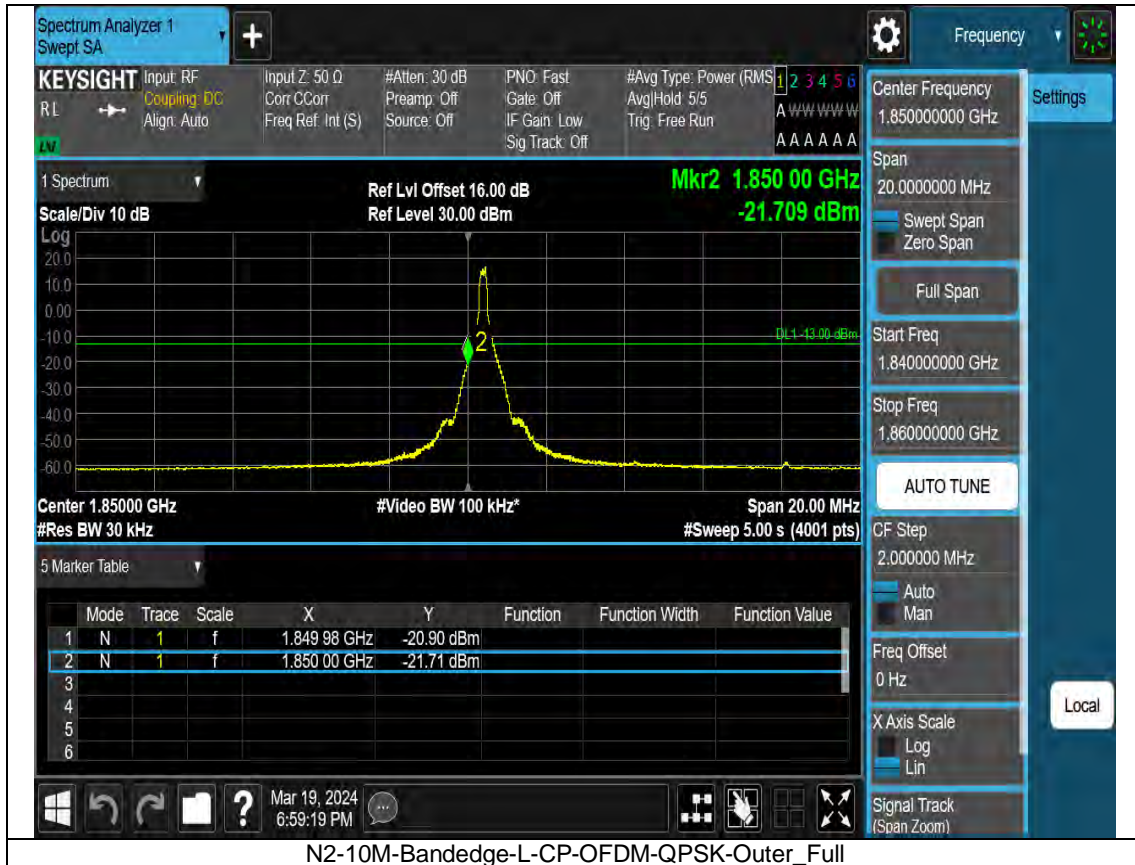 Spectrum Analyzer 1
Swept SA
+
Frequency
KEYSIGHT
Input: RF
Input Z: 50 Ω
#Atten: 30 dB
PNO: Fast
#Avg Type: Power (RMS
1 2 3 4 5 6
RL
Coupling: DC
Corr CCorr
Preamp: Off
Gate: Off
Avg|Hold: 5/5
A W W W W W
Align: Auto
Freq Ref: Int (S)
Source: Off
IF Gain: Low
Trig: Free Run
Sig Track: Off
A A A A A A
Center Frequency
1.850000000 GHz
Settings
1 Spectrum
Ref Lvl Offset 16.00 dB
Mkr2 1.850 00 GHz
Scale/Div 10 dB
Ref Level 30.00 dBm
-21.709 dBm
Log
20.0
10.0
0.00
-10.0
-20.0
-30.0
-40.0
-50.0
-60.0
2
DL1 -13.00 dBm
Center 1.85000 GHz
#Video BW 100 kHz*
Span 20.00 MHz
#Res BW 30 kHz
#Sweep 5.00 s (4001 pts)
Span
20.0000000 MHz
Swept Span
Zero Span
Full Span
Start Freq
1.840000000 GHz
Stop Freq
1.860000000 GHz
AUTO TUNE
CF Step
2.000000 MHz
Auto
Man
Freq Offset
0 Hz
X Axis Scale
Log
Lin
Signal Track
(Span Zoom)
Local
5 Marker Table
Mode Trace Scale X Y Function Function Width Function Value
1 N 1 f 1.849 98 GHz -20.90 dBm
2 N 1 f 1.850 00 GHz -21.71 dBm
3
4
5
6
?
Mar 19, 2024
6:59:19 PM
N2-10M-Bandedge-L-CP-OFDM-QPSK-Outer_Full